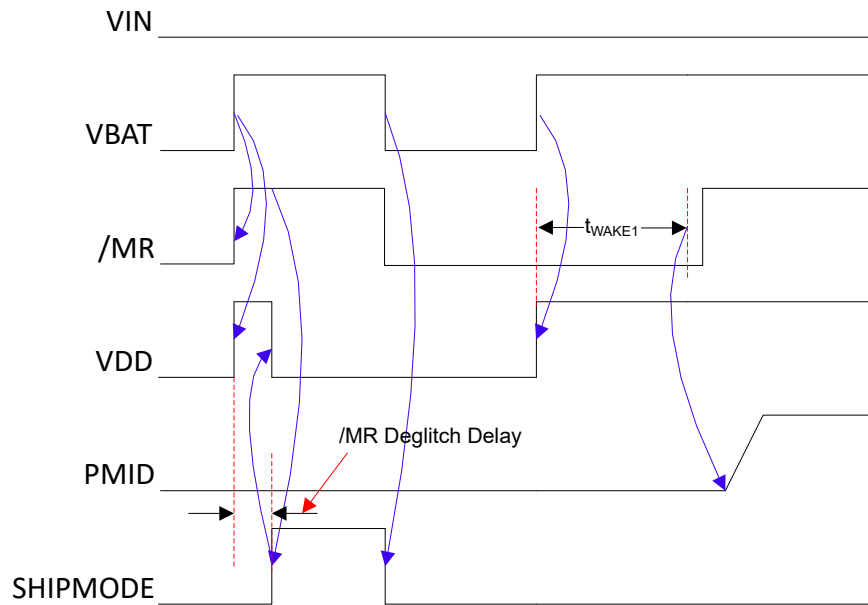 VIN
VBAT
/MR
tWAKE1
VDD
/MR Deglitch Delay
PMID
SHIPMODE